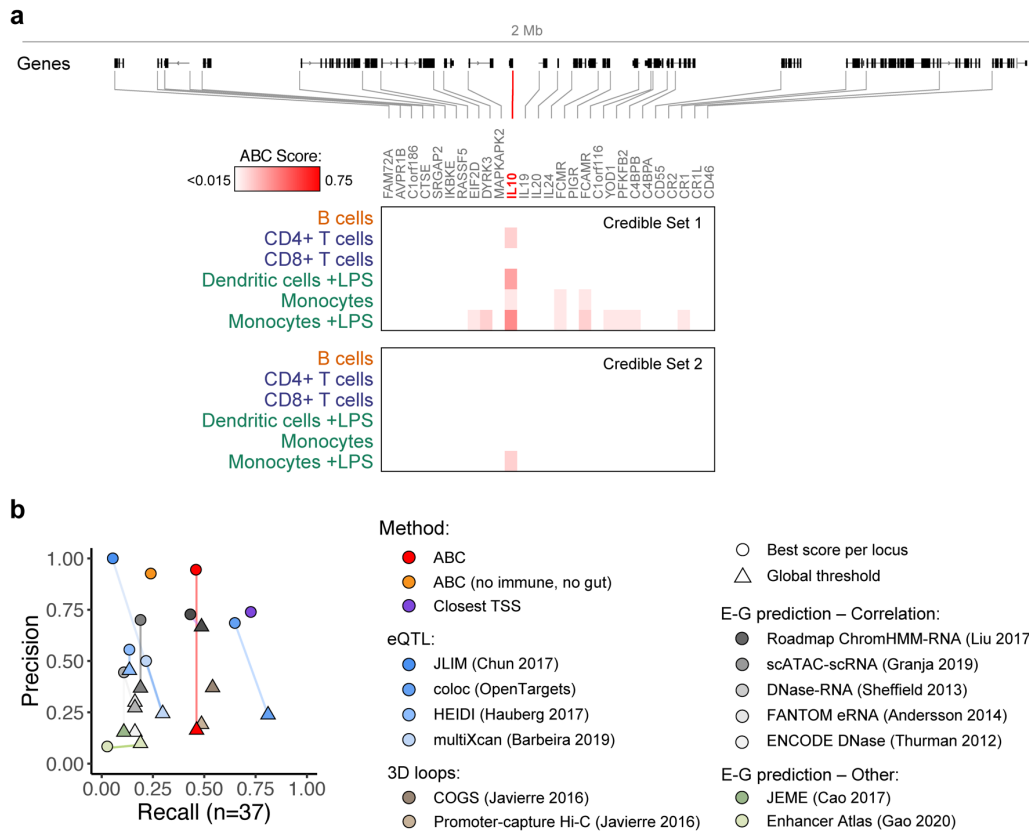 a
2 Mb
Genes
ABC Score:
<0.015 0.75
FAM72A
AVPR1B
C1orf186
CTSE
SRGAP2
IKBKE
RASSF5
EIF2D
DYRK3
MAPKAPK2
IL10
IL19
IL20
IL24
FCMR
PIGR
FCAMR
C1orf116
YOD1
PFKFB2
C4BPB
C4BPA
CD55
CR2
CR1
CR1L
CD46
Credible Set 1
B cells
CD4+ T cells
CD8+ T cells
Dendritic cells +LPS
Monocytes
Monocytes +LPS
Credible Set 2
B cells
CD4+ T cells
CD8+ T cells
Dendritic cells +LPS
Monocytes
Monocytes +LPS
b
Precision
1.00
0.75
0.50
0.25
0.00
0.00 0.25 0.50 0.75 1.00
Recall (n=37)
Method:
ABC
ABC (no immune, no gut)
Closest TSS
eQTL:
JLIM (Chun 2017)
coloc (OpenTargets)
HEIDI (Hauberg 2017)
multiXcan (Barbeira 2019)
3D loops:
COGS (Javierre 2016)
Promoter-capture Hi-C (Javierre 2016)
Best score per locus
Global threshold
E-G prediction – Correlation:
Roadmap ChromHMM-RNA (Liu 2017
scATAC-scRNA (Granja 2019)
DNase-RNA (Sheffield 2013)
FANTOM eRNA (Andersson 2014)
ENCODE DNase (Thurman 2012)
E-G prediction – Other:
JEME (Cao 2017)
Enhancer Atlas (Gao 2020)